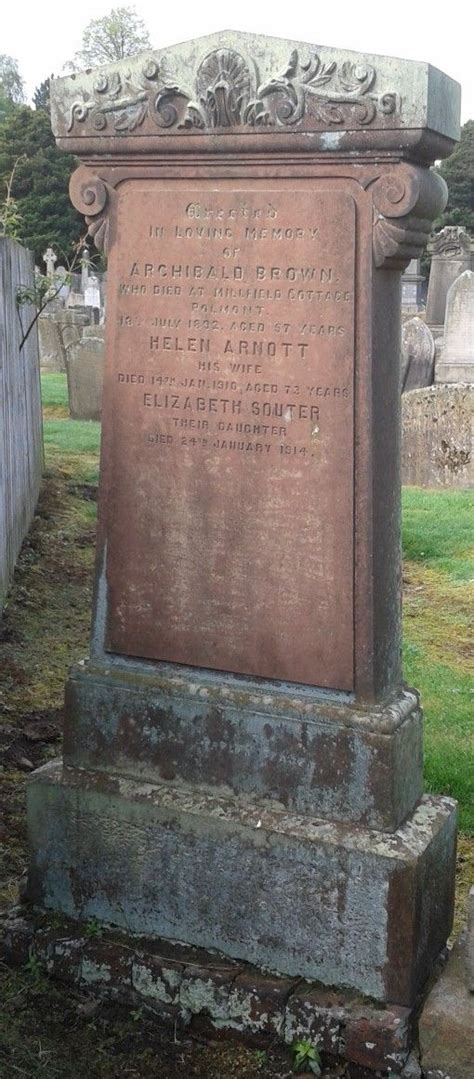 Erected
IN LOVING MEMORY
OF
ARCHIBALD BROWN.
WHO DIED AT MILLFIELD COTTAGE
POLMONT.
JULY 1892, AGED 67 YEARS
HELEN ARNOTT
HIS WIFE
DIED 14TH JAN. 1910, AGED 73 YEARS
ELIZABETH SOUTER
THEIR DAUGHTER
DIED 24TH JANUARY 1914.